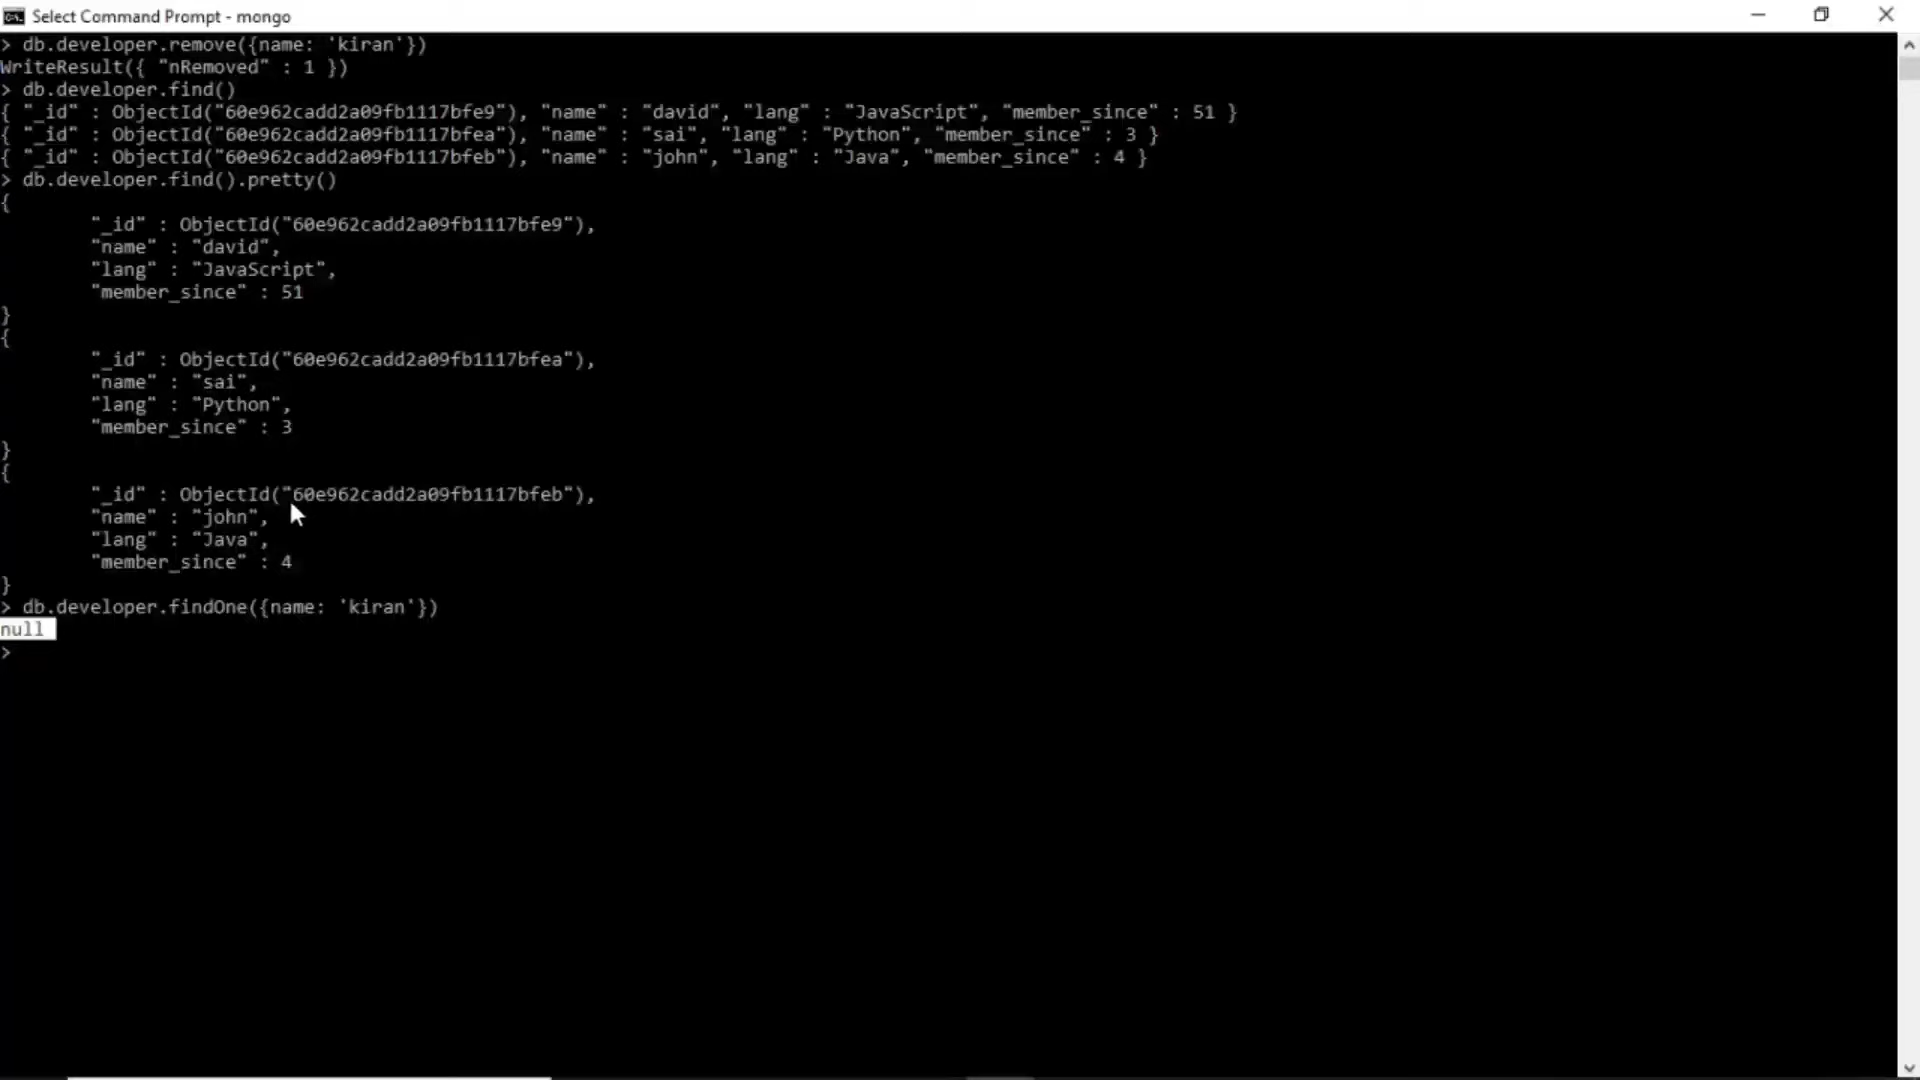 Select Command Prompt - mongo
> db.developer.remove({name: 'kiran'})
WriteResult({ "nRemoved" : 1 })
> db.developer.find()
{ "_id" : ObjectId("60e962cadd2a09fb1117bfe9"), "name" : "david", "lang" : "JavaScript", "member_since" : 51 }
{ "_id" : ObjectId("60e962cadd2a09fb1117bfea"), "name" : "sai", "lang" : "Python", "member_since" : 3 }
{ "_id" : ObjectId("60e962cadd2a09fb1117bfeb"), "name" : "john", "lang" : "Java", "member_since" : 4 }
> db.developer.find().pretty()
{
"_id" : ObjectId("60e962cadd2a09fb1117bfe9"),
"name" : "david",
"lang" : "JavaScript",
"member_since" : 51
}
{
"_id" : ObjectId("60e962cadd2a09fb1117bfea"),
"name" : "sai",
"lang" : "Python",
"member_since" : 3
}
{
"_id" : ObjectId("60e962cadd2a09fb1117bfeb"),
"name" : "john",
"lang" : "Java",
"member_since" : 4
}
> db.developer.findOne({name: 'kiran'})
null
>